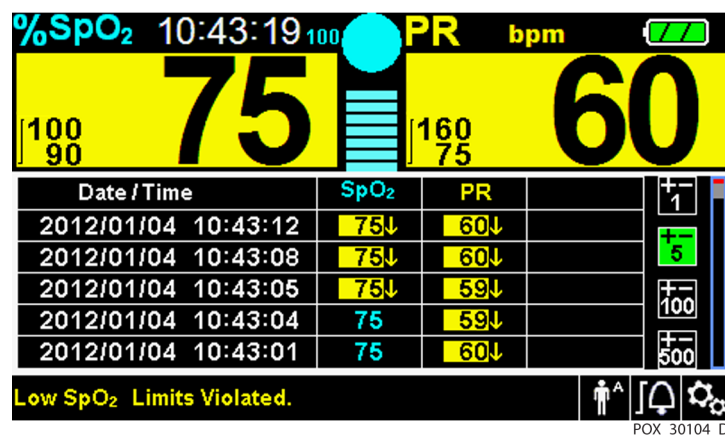 %SpO₂ 10:43:19 100 PR bpm
75 60
100 160
90 75
Date/Time SpO₂ PR
2012/01/04 10:43:12 75↓ 60↓
2012/01/04 10:43:08 75↓ 60↓
2012/01/04 10:43:05 75↓ 59↓
2012/01/04 10:43:04 75 59↓
2012/01/04 10:43:01 75 60↓
+−
1
+−
5
+−
100
+−
500
Low SpO₂ Limits Violated.
A
POX_30104_D